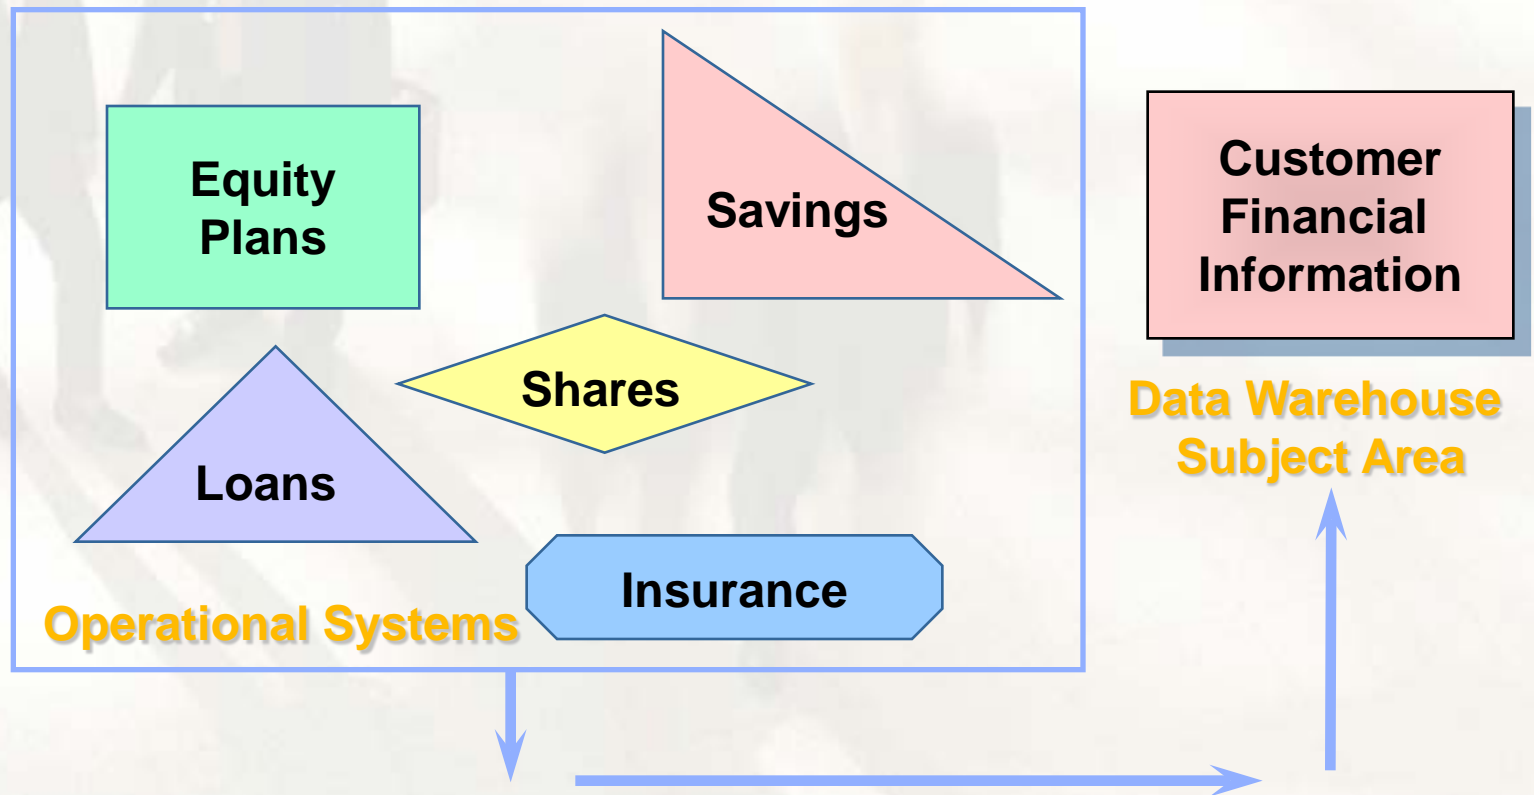 Equity
Plans
Savings
Shares
Loans
Insurance
Operational Systems
Customer
Financial
Information
Data Warehouse
Subject Area